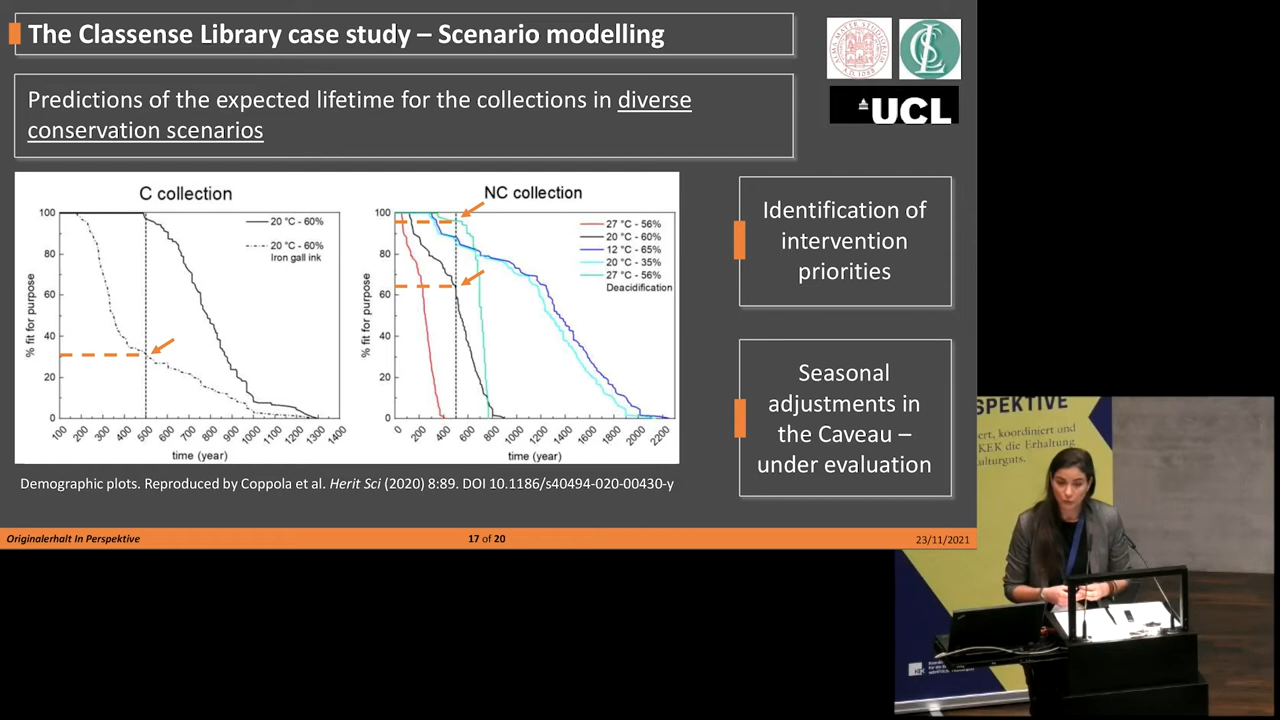 The Classense Library case study – Scenario modelling
Predictions of the expected lifetime for the collections in diverse
conservation scenarios
UCL
C collection
100
80
60
40
20
0
% fit for purpose
20 °C - 60%
20 °C - 60%
Iron gall ink
100
200
300
400
500
600
700
800
900
1000
1100
1200
1300
1400
time (year)
NC collection
100
80
60
40
20
0
% fit for purpose
27 °C - 56%
20 °C - 60%
12 °C - 65%
20 °C - 35%
27 °C - 56%
Deacidification
0
200
400
600
800
1000
1200
1400
1600
1800
2000
2200
time (year)
Identification of
intervention
priorities
Seasonal
adjustments in
the Caveau –
under evaluation
Demographic plots. Reproduced by Coppola et al. Herit Sci (2020) 8:89. DOI 10.1186/s40494-020-00430-y
Originalerhalt In Perspektive
17 of 20
23/11/2021
SPEKTIVE
ert, koordiniert und
KEK die Erhaltung
ulturguts.